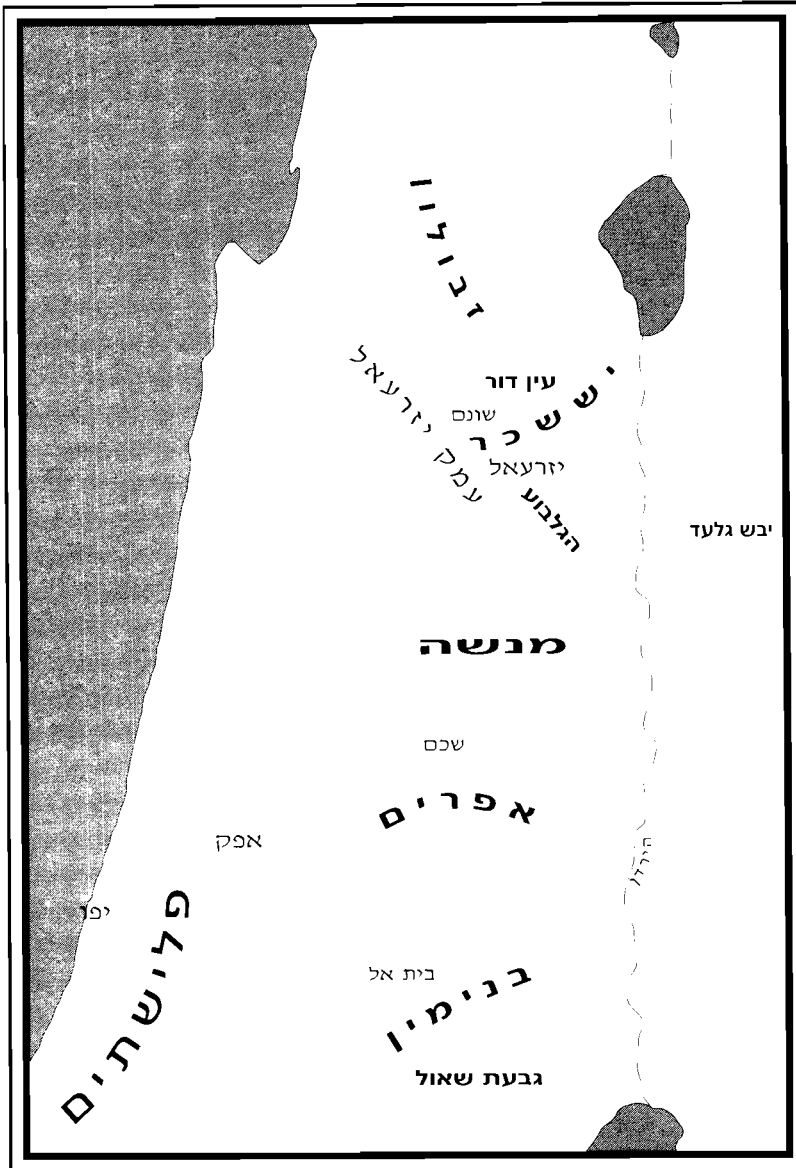 זבולון
עין דור
יששכר
שונם
עמק יזרעאל
יזרעאל
הגלבוע
יבש גלעד
מנשה
שכם
אפרים
אפק
הירדן
יפו
פלישתים
בית אל
בנימין
גבעת שאול